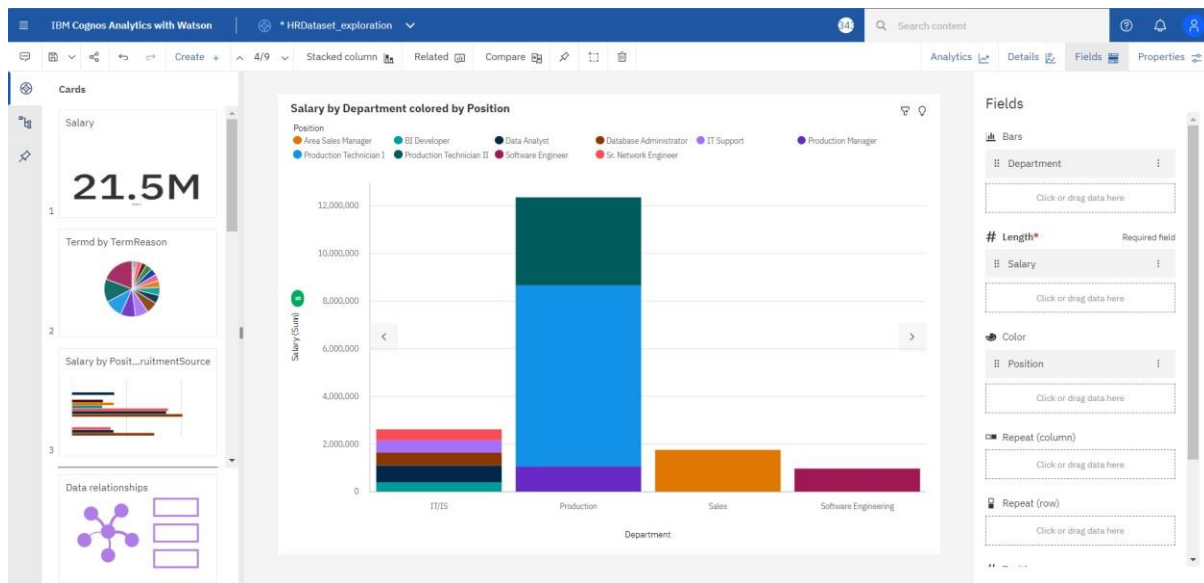 IBM Cognos Analytics with Watson
* HRDataset_exploration
343
Search content
Create +
4/9
Stacked column
Related
Compare
Analytics
Details
Fields
Properties
Cards
Salary
21.5M
1
Termd by TermReason
2
Salary by Posit...ruitmentSource
3
Data relationships
Salary by Department colored by Position
Position
Area Sales Manager
BI Developer
Data Analyst
Database Administrator
IT Support
Production Manager
Production Technician I
Production Technician II
Software Engineer
Sr. Network Engineer
12,000,000
10,000,000
8,000,000
6,000,000
4,000,000
2,000,000
0
Salary (Sum)
IT/IS
Production
Sales
Software Engineering
Department
Fields
Bars
Department
Click or drag data here
# Length*
Required field
Salary
Click or drag data here
Color
Position
Click or drag data here
Repeat (column)
Click or drag data here
Repeat (row)
Click or drag data here